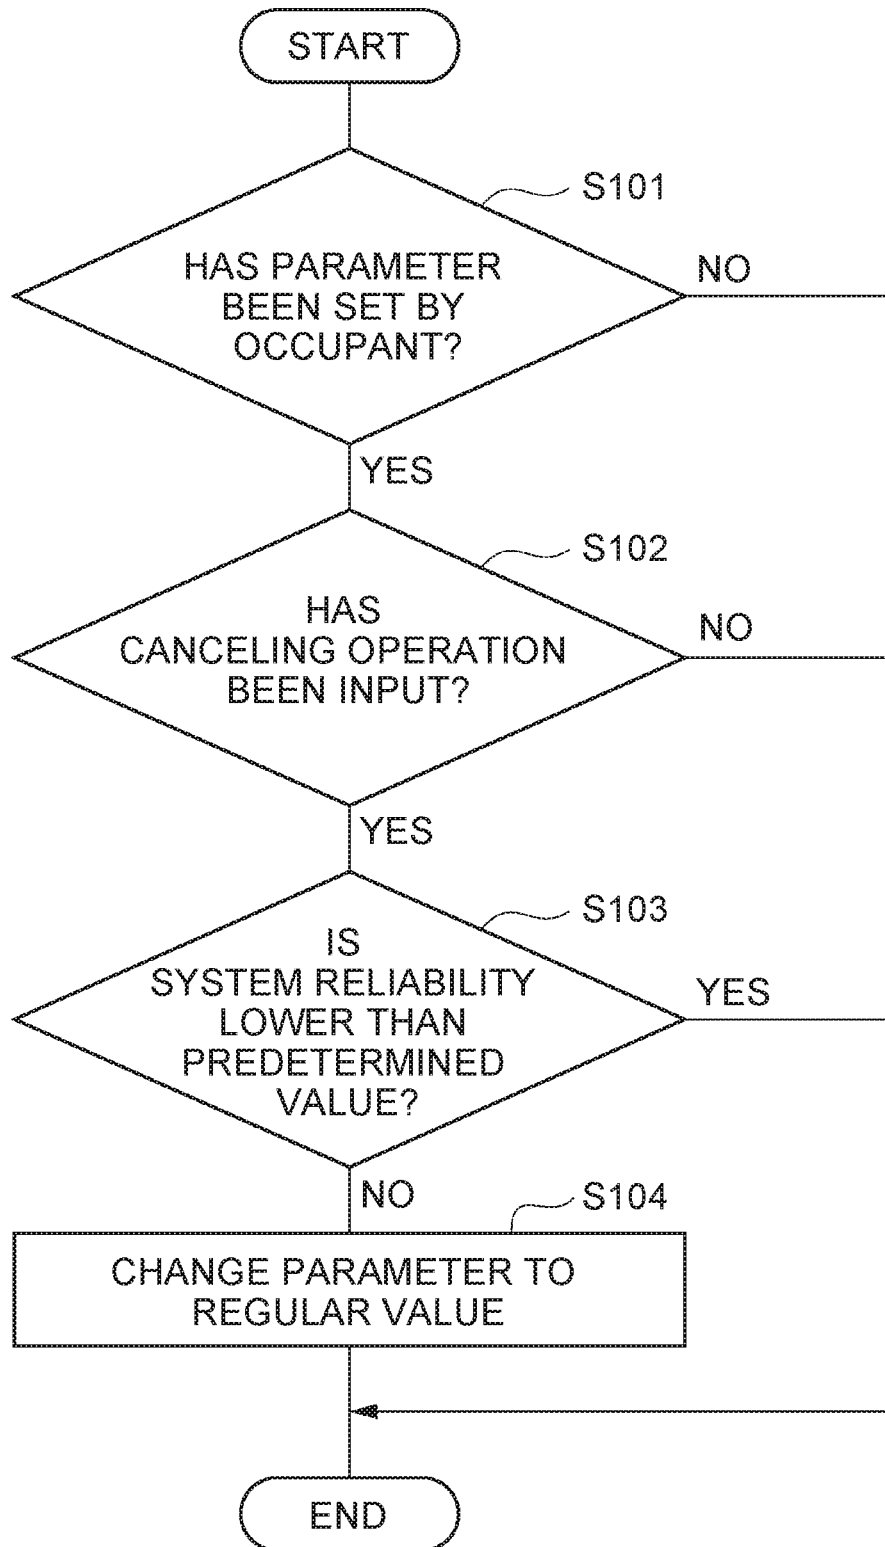 START
S101
HAS PARAMETER
BEEN SET BY
OCCUPANT?
NO
YES
S102
HAS
CANCELING OPERATION
BEEN INPUT?
NO
YES
S103
IS
SYSTEM RELIABILITY
LOWER THAN
PREDETERMINED
VALUE?
YES
NO
S104
CHANGE PARAMETER TO
REGULAR VALUE
END